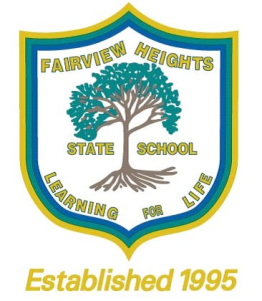 FAIRVIEW HEIGHTS
STATE SCHOOL
LEARNING FOR LIFE
Established 1995